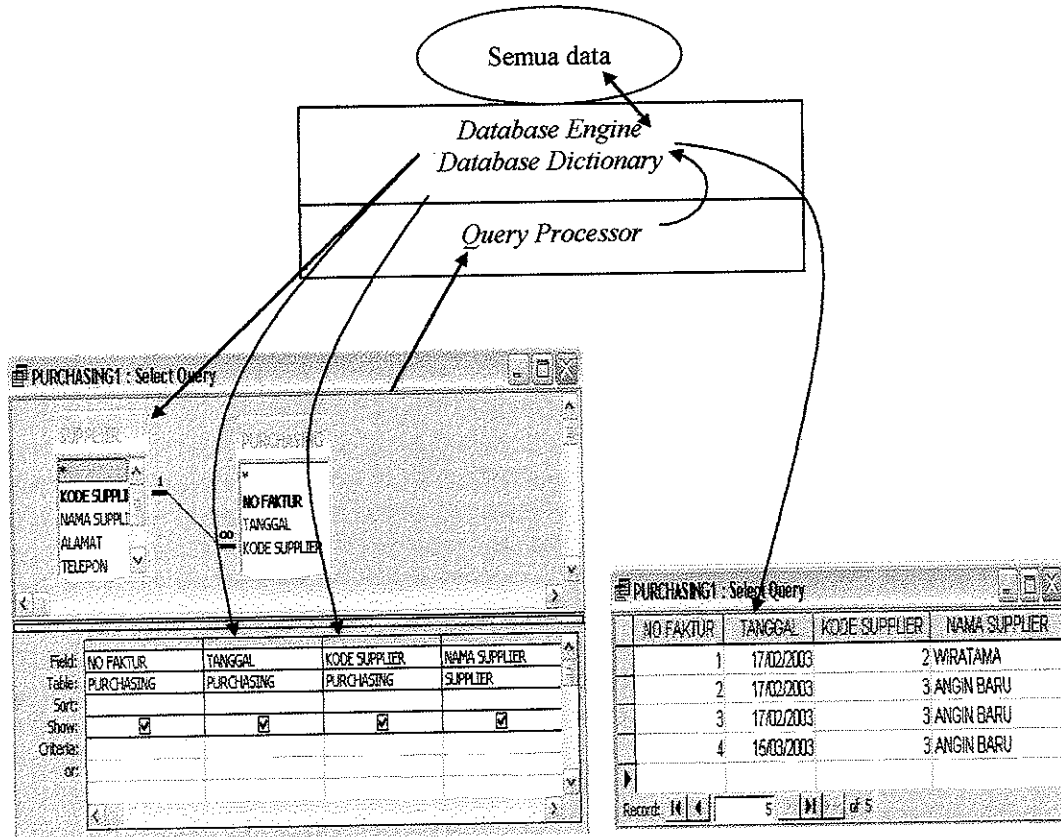 Semua data
Database Engine
Database Dictionary
Query Processor
PURCHASING1 : Select Query
SUPPLIER
PURCHASING
*
KODE SUPPLI
NAMA SUPPLI
ALAMAT
TELEPON
1
∞
*
NO FAKTUR
TANGGAL
KODE SUPPLIER
Field: NO FAKTUR TANGGAL KODE SUPPLIER NAMA SUPPLIER
Table: PURCHASING PURCHASING PURCHASING SUPPLIER
Sort:
Show:
Criteria:
or:
PURCHASING1 : Select Query
NO FAKTUR TANGGAL KODE SUPPLIER NAMA SUPPLIER
1 17/02/2003 2 WIRATAMA
2 17/02/2003 3 ANGIN BARU
3 17/02/2003 3 ANGIN BARU
4 15/03/2003 3 ANGIN BARU
Record: 5 of 5